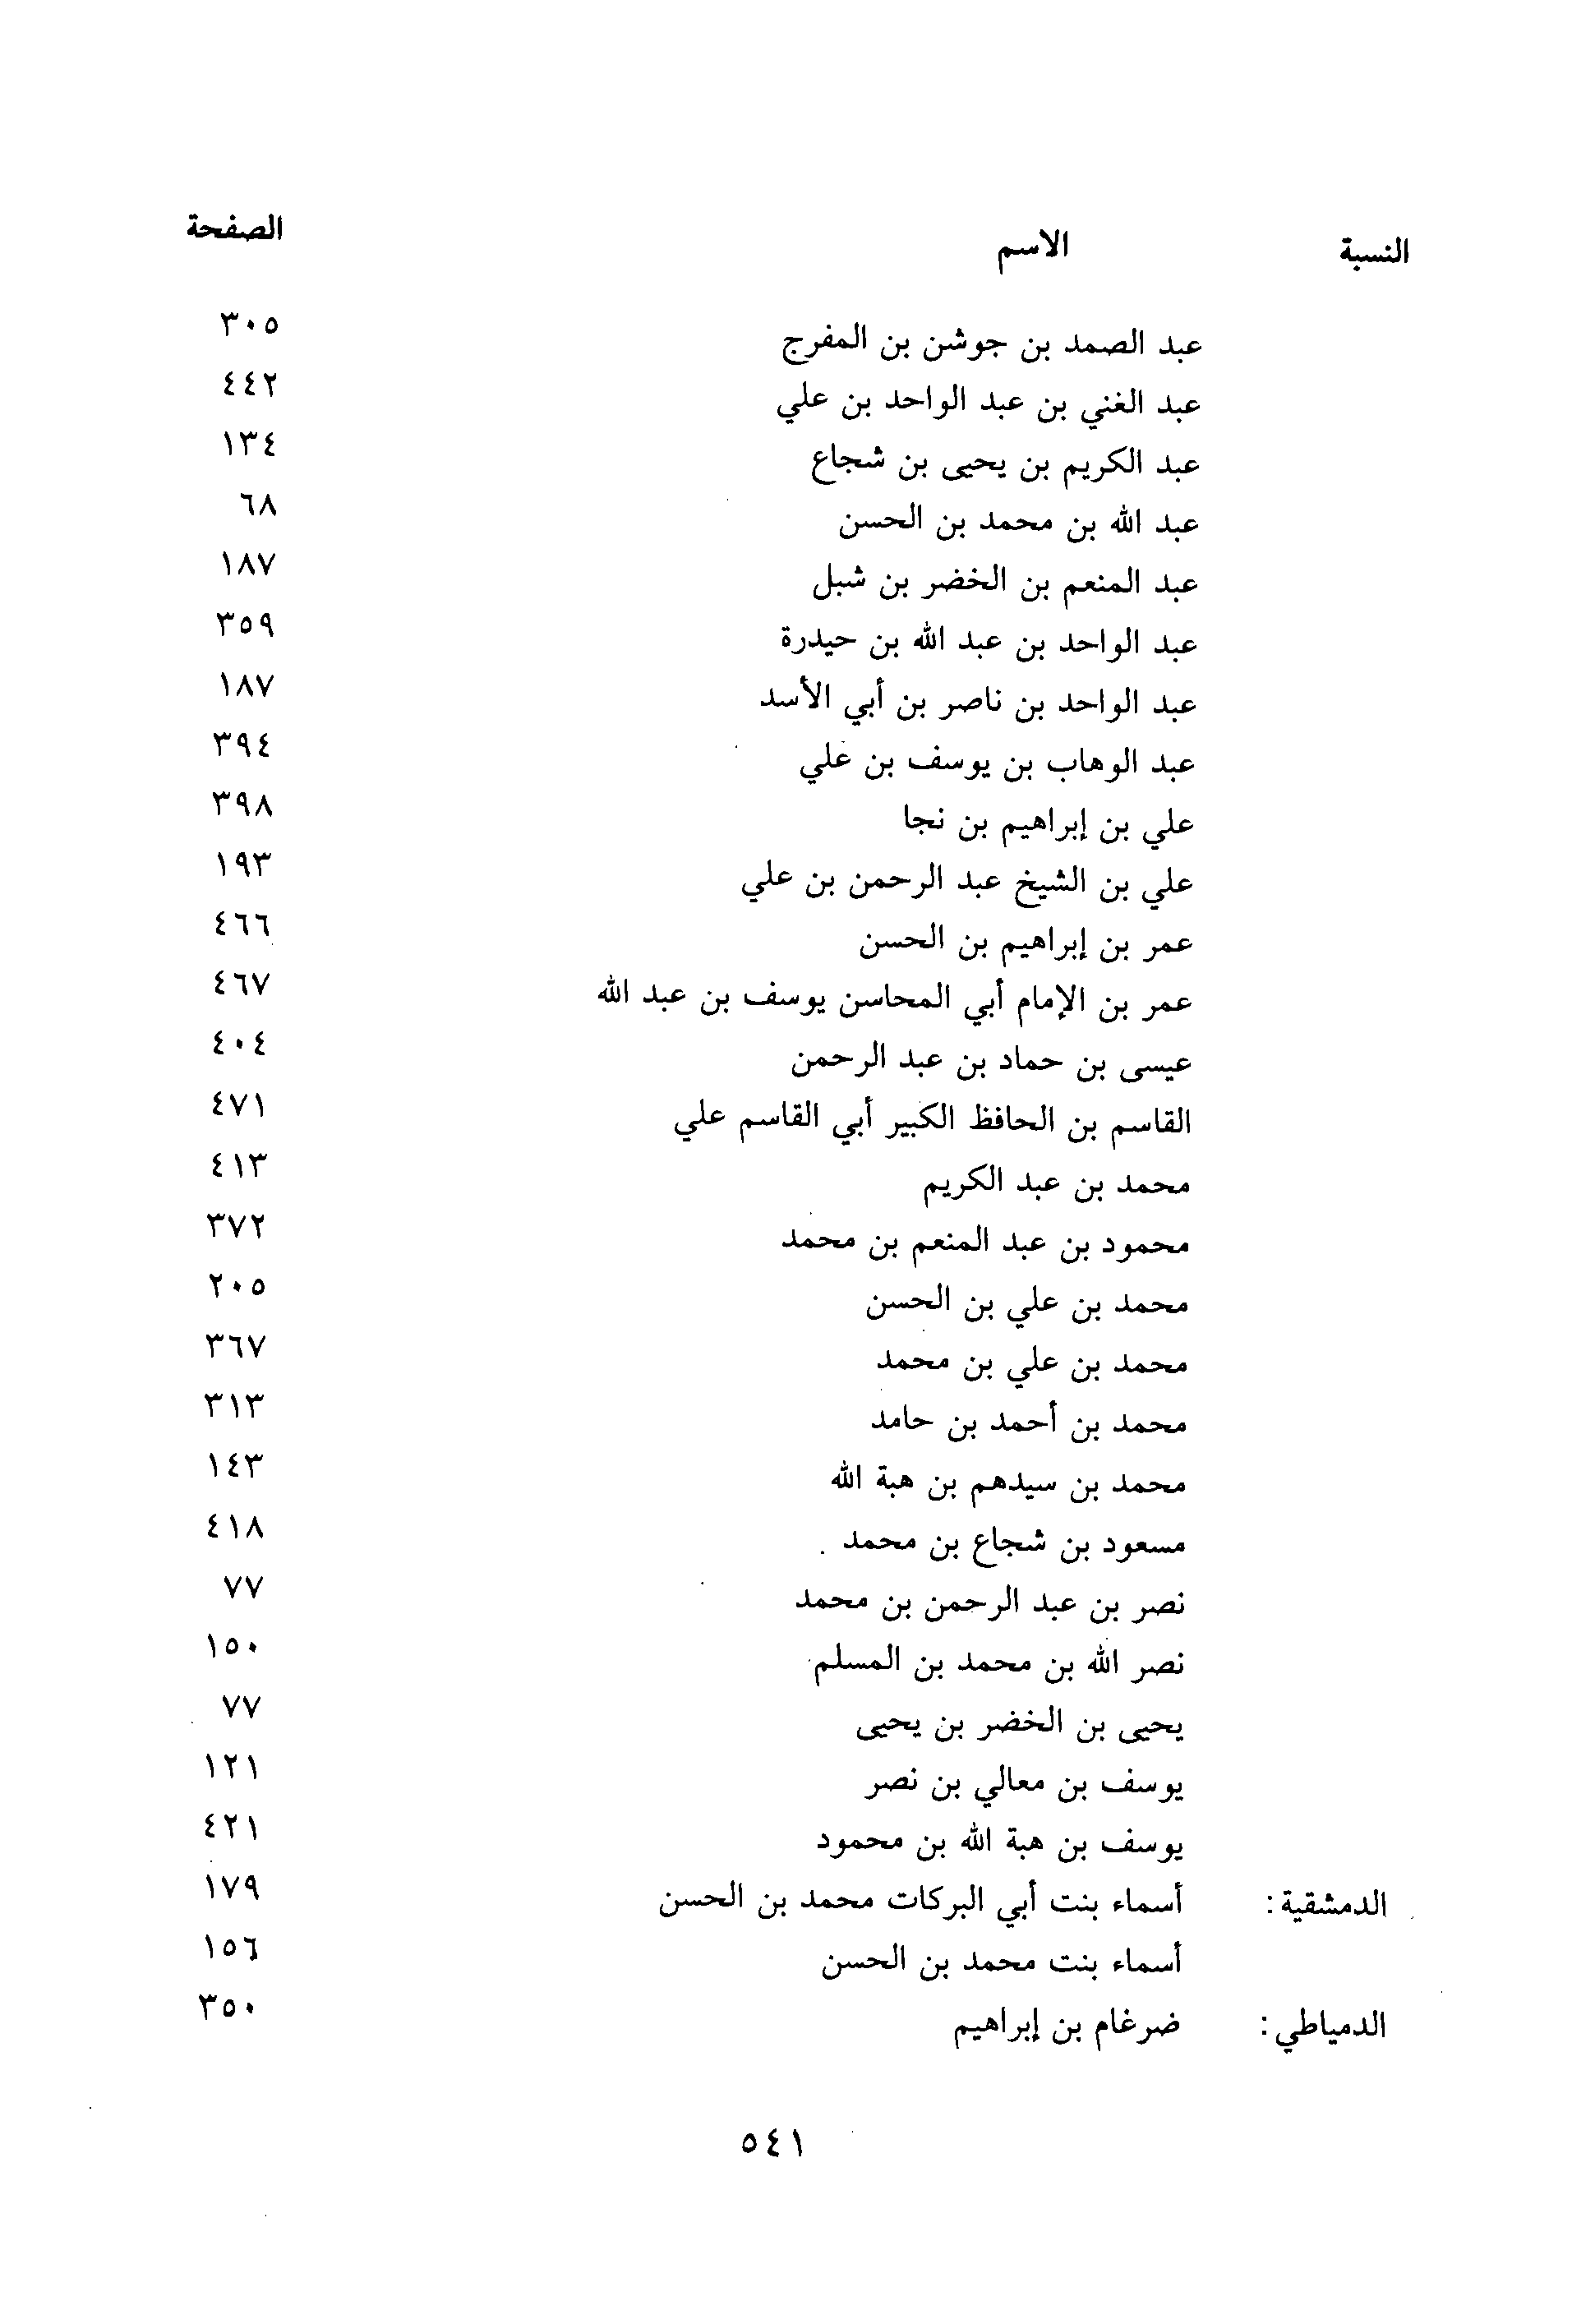 النسبة الاسم الصفحة
عبد الصمد بن جوشن بن المفرج ٣٠٥
عبد الغني بن عبد الواحد بن علي ٤٤٢
عبد الكريم بن يحيى بن شجاع ١٣٤
عبد الله بن محمد بن الحسن ٦٨
عبد المنعم بن الخضر بن شبل ١٨٧
عبد الواحد بن عبد الله بن حيدرة ٣٥٩
عبد الواحد بن ناصر بن أبي الأسد ١٨٧
عبد الوهاب بن يوسف بن علي ٣٩٤
علي بن إبراهيم بن نجا ٣٩٨
علي بن الشيخ عبد الرحمن بن علي ١٩٣
عمر بن إبراهيم بن الحسن ٤٦٦
عمر بن الإمام أبي المحاسن يوسف بن عبد الله ٤٦٧
عيسى بن حماد بن عبد الرحمن ٤٠٤
القاسم بن الحافظ الكبير أبي القاسم علي ٤٧١
محمد بن عبد الكريم ٤١٣
محمود بن عبد المنعم بن محمد ٣٧٢
محمد بن علي بن الحسن ٢٠٥
محمد بن علي بن محمد ٣٦٧
محمد بن أحمد بن حامد ٣١٣
محمد بن سيدهم بن هبة الله ١٤٣
مسعود بن شجاع بن محمد ٤١٨
نصر بن عبد الرحمن بن محمد ٧٧
نصر الله بن محمد بن المسلم ١٥٠
يحيى بن الخضر بن يحيى ٧٧
يوسف بن معالي بن نصر ١٢١
يوسف بن هبة الله بن محمود ٤٢١
الدمشقية: أسماء بنت أبي البركات محمد بن الحسن ١٧٩
أسماء بنت محمد بن الحسن ١٥٦
الدمياطي: ضرغام بن إبراهيم ٣٥٠
٥٤١